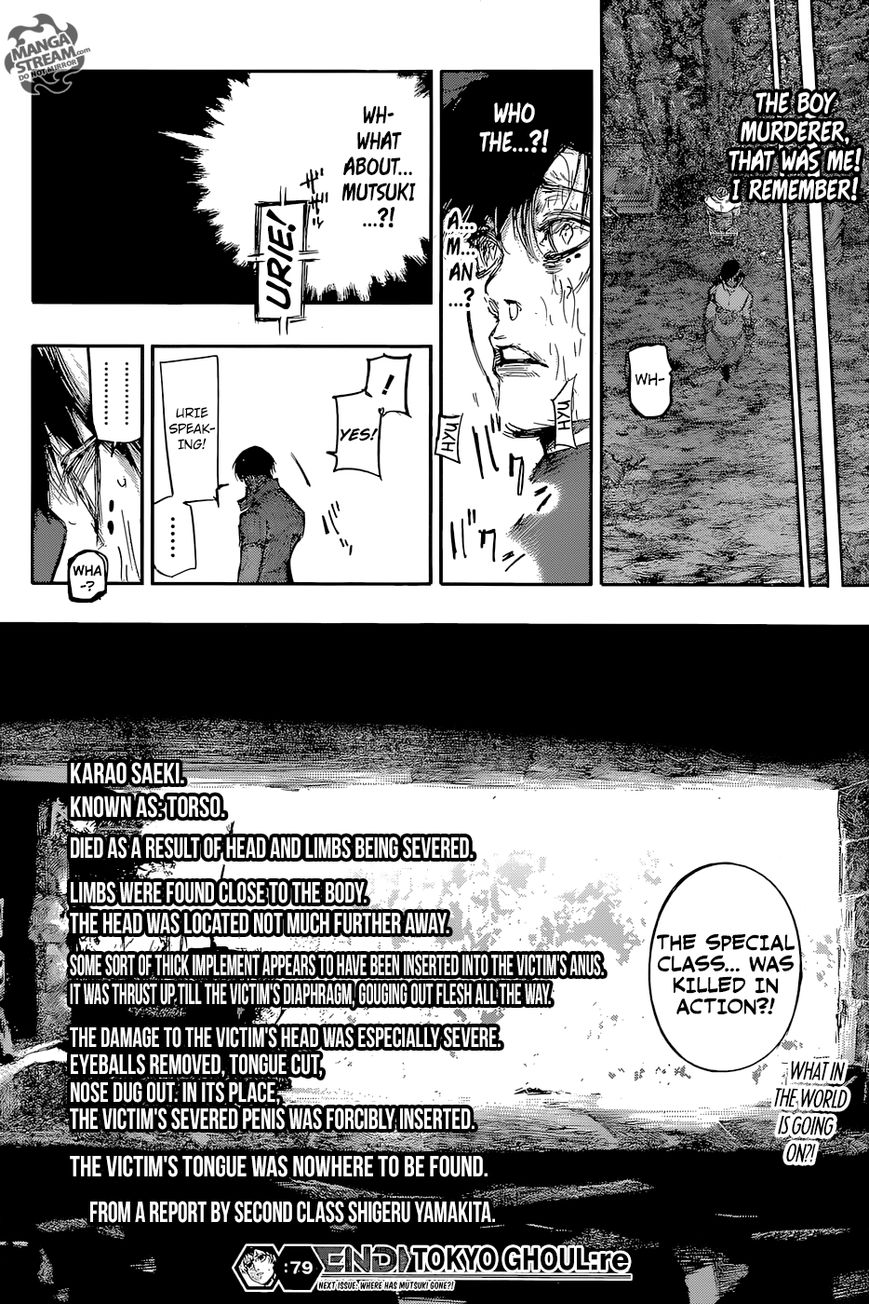 MANGA
STREAM.com
DO NOT MIRROR
THE BOY
MURDERER,
THAT WAS ME!
I REMEMBER!
WH-
WHO
THE...?!
A...
M...
AN
...?
HYU
HYU
WH-
WHAT
ABOUT...
MUTSUKI
...?!
URIE!
!
YES!
URIE
SPEAK-
ING!
WHA
-?
KARAO SAEKI.
KNOWN AS: TORSO.
DIED AS A RESULT OF HEAD AND LIMBS BEING SEVERED.
LIMBS WERE FOUND CLOSE TO THE BODY.
THE HEAD WAS LOCATED NOT MUCH FURTHER AWAY.
SOME SORT OF THICK IMPLEMENT APPEARS TO HAVE BEEN INSERTED INTO THE VICTIM'S ANUS.
IT WAS THRUST UP TILL THE VICTIM'S DIAPHRAGM, GOUGING OUT FLESH ALL THE WAY.
THE DAMAGE TO THE VICTIM'S HEAD WAS ESPECIALLY SEVERE.
EYEBALLS REMOVED, TONGUE CUT,
NOSE DUG OUT. IN ITS PLACE,
THE VICTIM'S SEVERED PENIS WAS FORCIBLY INSERTED.
THE VICTIM'S TONGUE WAS NOWHERE TO BE FOUND.
FROM A REPORT BY SECOND CLASS SHIGERU YAMAKITA.
THE SPECIAL
CLASS... WAS
KILLED IN
ACTION?!
WHAT IN
THE WORLD
IS GOING
ON?!
:79 END TOKYO GHOUL:re
NEXT ISSUE: WHERE HAS MUTSUKI GONE?!